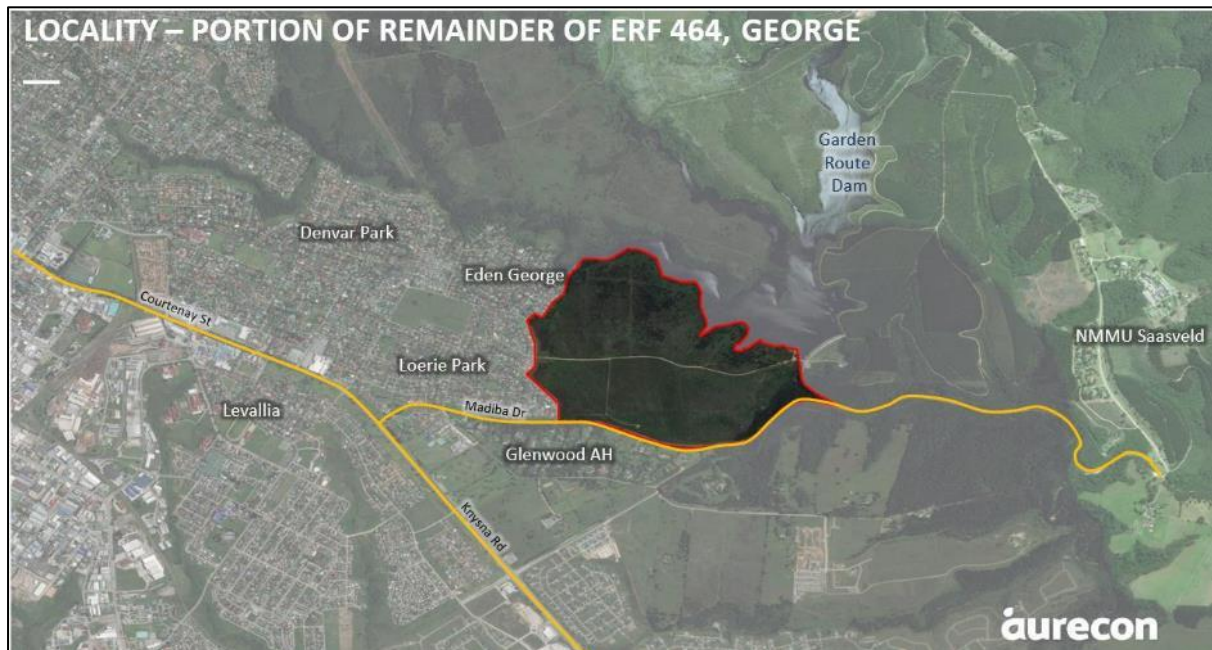 LOCALITY – PORTION OF REMAINDER OF ERF 464, GEORGE
Garden
Route
Dam
Denvar Park
Eden George
Courtenay St
NMMU Saasveld
Loerie Park
Levallia
Madiba Dr
Glenwood AH
Knysna Rd
aurecon